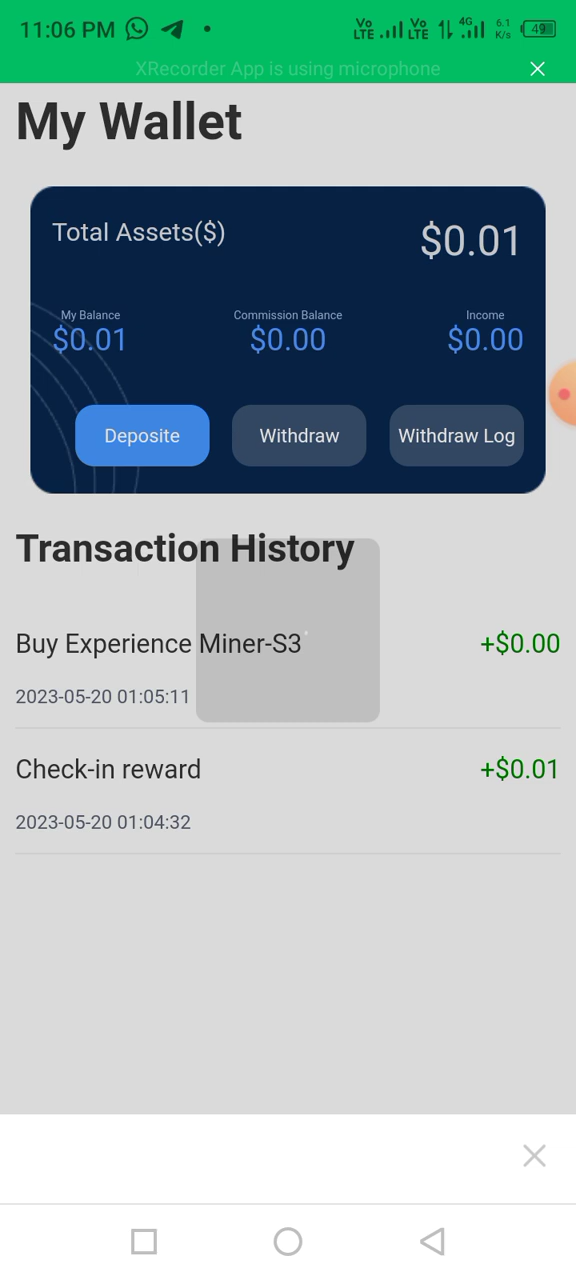 11:06 PM Vo LTE Vo LTE 4G 6.1 K/s 49
XRecorder App is using microphone
My Wallet
Total Assets($) $0.01
My Balance Commission Balance Income
$0.01 $0.00 $0.00
Deposite Withdraw Withdraw Log
Transaction History
Buy Experience Miner-S3 +$0.00
2023-05-20 01:05:11
Check-in reward +$0.01
2023-05-20 01:04:32